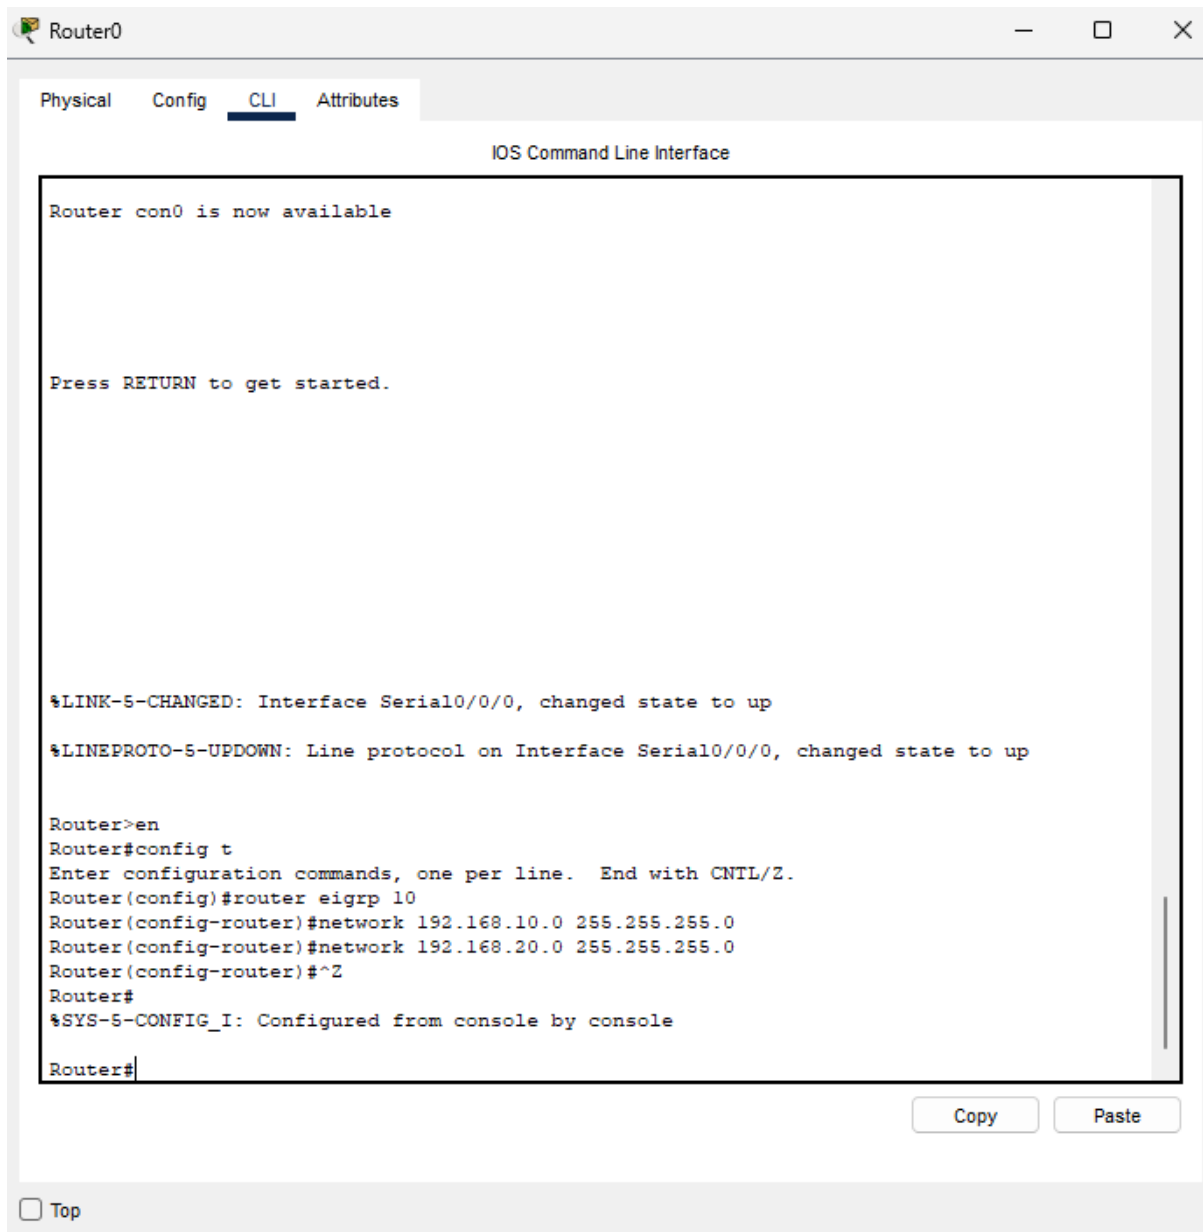 Router0
Physical Config CLI Attributes
IOS Command Line Interface
Router con0 is now available
Press RETURN to get started.
%LINK-5-CHANGED: Interface Serial0/0/0, changed state to up
%LINEPROTO-5-UPDOWN: Line protocol on Interface Serial0/0/0, changed state to up
Router>en
Router#config t
Enter configuration commands, one per line.  End with CNTL/Z.
Router(config)#router eigrp 10
Router(config-router)#network 192.168.10.0 255.255.255.0
Router(config-router)#network 192.168.20.0 255.255.255.0
Router(config-router)#^Z
Router#
%SYS-5-CONFIG_I: Configured from console by console
Router#
Copy Paste
Top